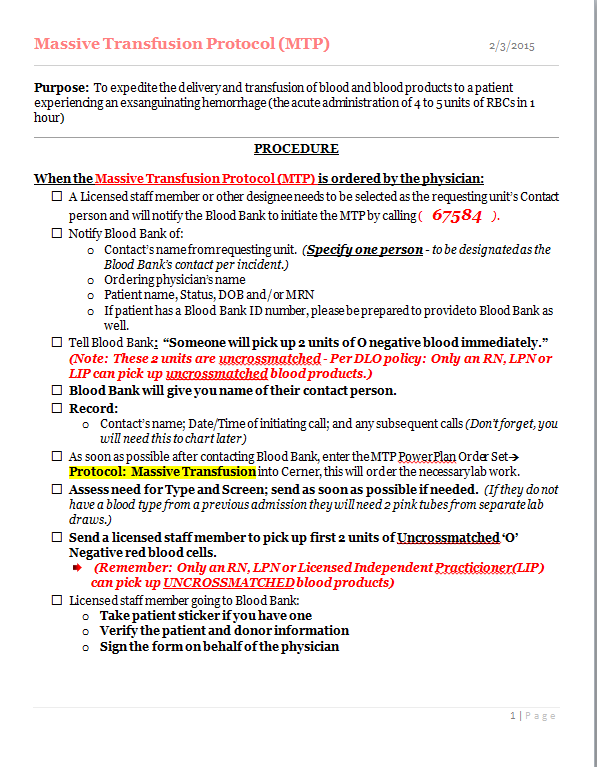 Massive Transfusion Protocol (MTP) 2/3/2015
Purpose: To expedite the delivery and transfusion of blood and blood products to a patient
experiencing an exsanguinating hemorrhage (the acute administration of 4 to 5 units of RBCs in 1
hour)
PROCEDURE
When the Massive Transfusion Protocol (MTP) is ordered by the physician:
☐ A Licensed staff member or other designee needs to be selected as the requesting unit's Contact
person and will notify the Blood Bank to initiate the MTP by calling ( 67584 ).
☐ Notify Blood Bank of:
o Contact's name from requesting unit. (Specify one person - to be designated as the
Blood Bank's contact per incident.)
o Ordering physician's name
o Patient name, Status, DOB and/or MRN
o If patient has a Blood Bank ID number, please be prepared to provide to Blood Bank as
well.
☐ Tell Blood Bank: "Someone will pick up 2 units of O negative blood immediately."
(Note: These 2 units are uncrossmatched - Per DLO policy: Only an RN, LPN or
LIP can pick up uncrossmatched blood products.)
☐ Blood Bank will give you name of their contact person.
☐ Record:
o Contact's name; Date/Time of initiating call; and any subsequent calls (Don't forget, you
will need this to chart later)
☐ As soon as possible after contacting Blood Bank, enter the MTP PowerPlan Order Set→
Protocol: Massive Transfusion into Cerner, this will order the necessary lab work.
☐ Assess need for Type and Screen; send as soon as possible if needed. (If they do not
have a blood type from a previous admission they will need 2 pink tubes from separate lab
draws.)
☐ Send a licensed staff member to pick up first 2 units of Uncrossmatched 'O'
Negative red blood cells.
(Remember: Only an RN, LPN or Licensed Independent Practicioner(LIP)
can pick up UNCROSSMATCHED blood products)
☐ Licensed staff member going to Blood Bank:
o Take patient sticker if you have one
o Verify the patient and donor information
o Sign the form on behalf of the physician
1 | Page